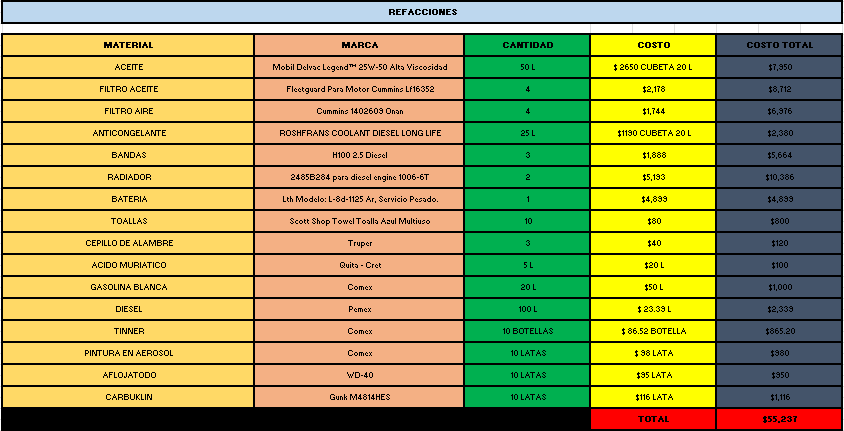 REFACCIONES
MATERIAL MARCA CANTIDAD COSTO COSTO TOTAL
ACEITE Mobil Delvac Legend™ 25W-50 Alta Viscosidad 50 L $ 2650 CUBETA 20 L $7,950
FILTRO ACEITE Fleetguard Para Motor Cummins Lf16352 4 $2,178 $8,712
FILTRO AIRE Cummins 1402609 Onan 4 $1,744 $6,976
ANTICONGELANTE ROSHFRANS COOLANT DIESEL LONG LIFE 25 L $1190 CUBETA 20 L $2,380
BANDAS H100 2.5 Diesel 3 $1,888 $5,664
RADIADOR 2485B284 para diesel engine 1006-6T 2 $5,193 $10,386
BATERIA Lth Modelo: L-8d-1125 Ar, Servicio Pesado. 1 $4,899 $4,899
TOALLAS Scott Shop Towel Toalla Azul Multiuso 10 $80 $800
CEPILLO DE ALAMBRE Truper 3 $40 $120
ACIDO MURIATICO Quita - Cret 5 L $20 L $100
GASOLINA BLANCA Comex 20 L $50 L $1,000
DIESEL Pemex 100 L $ 23.39 L $2,339
TINNER Comex 10 BOTELLAS $ 86.52 BOTELLA $865.20
PINTURA EN AEROSOL Comex 10 LATAS $ 98 LATA $980
AFLOJATODO WD-40 10 LATAS $95 LATA $950
CARBUKLIN Gunk M4814HES 10 LATAS $116 LATA $1,116
TOTAL $55,237